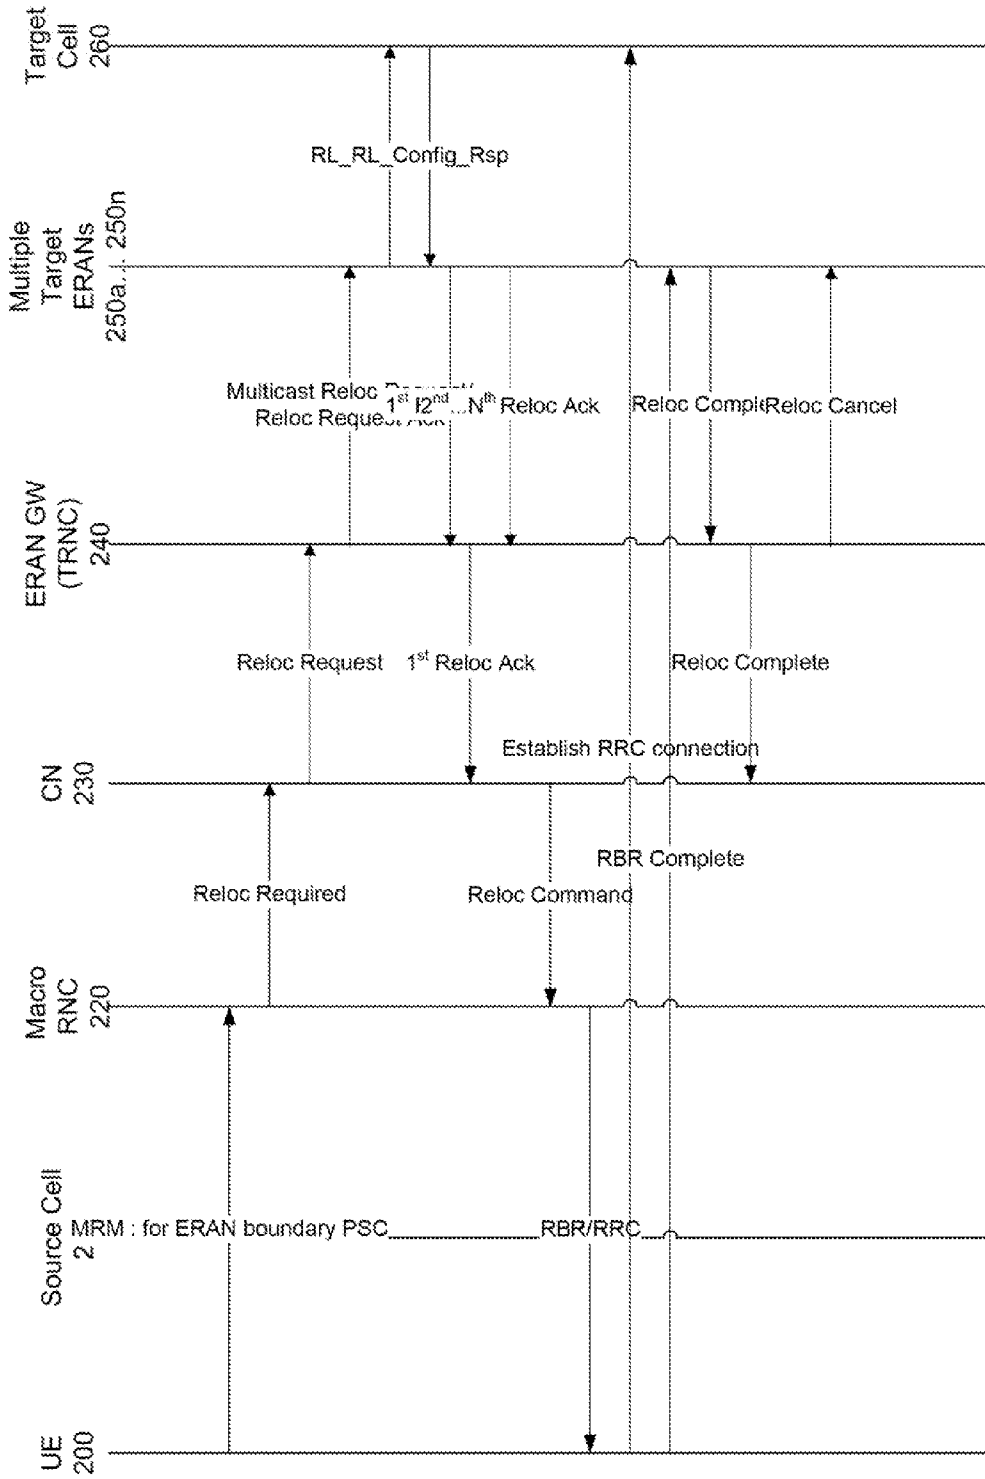 Target
Cell
260
RL_RL_Config_Rsp
Multiple
Target
ERANs
250a... 250n
Multicast Reloc
Reloc Request Ack
1st /2nd ...Nth Reloc Ack
Reloc Comple
Reloc Cancel
ERAN GW
(TRNC)
240
Reloc Request
1st Reloc Ack
Reloc Complete
Establish RRC connection
CN
230
RBR Complete
Reloc Required
Reloc Command
Macro
RNC
220
Source Cell
2
MRM : for ERAN boundary PSC
RBR/RRC
UE
200